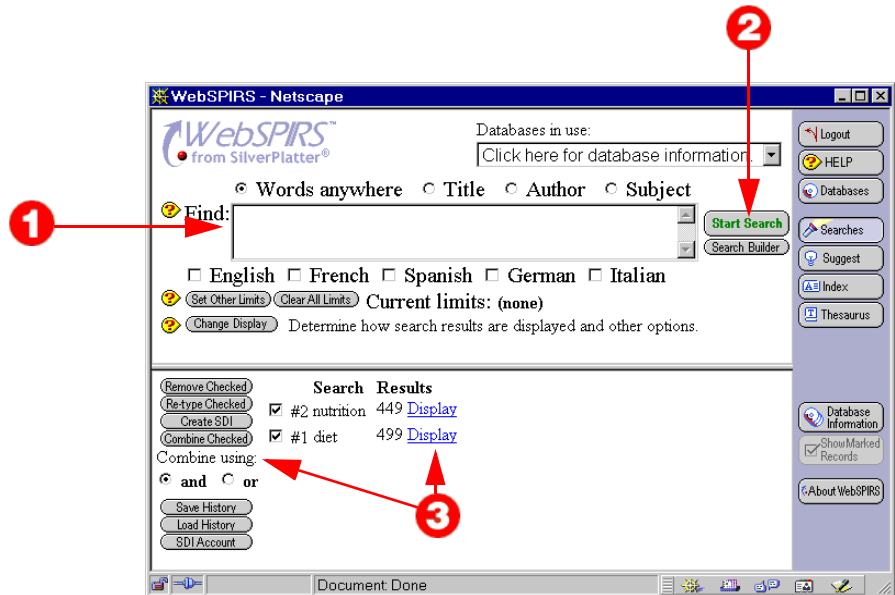 2
WebSPIRS - Netscape
WebSPIRS™
from SilverPlatter®
Databases in use:
Click here for database information.
Words anywhere Title Author Subject
1
Find:
Start Search
Search Builder
English French Spanish German Italian
Set Other Limits Clear All Limits Current limits: (none)
Change Display Determine how search results are displayed and other options.
Logout
HELP
Databases
Searches
Suggest
Index
Thesaurus
Remove Checked
Re-type Checked
Create SDI
Combine Checked
Combine using:
and or
Save History
Load History
SDI Account
Search Results
#2 nutrition 449 Display
#1 diet 499 Display
3
Database
Information
Show Marked
Records
About WebSPIRS
Document: Done